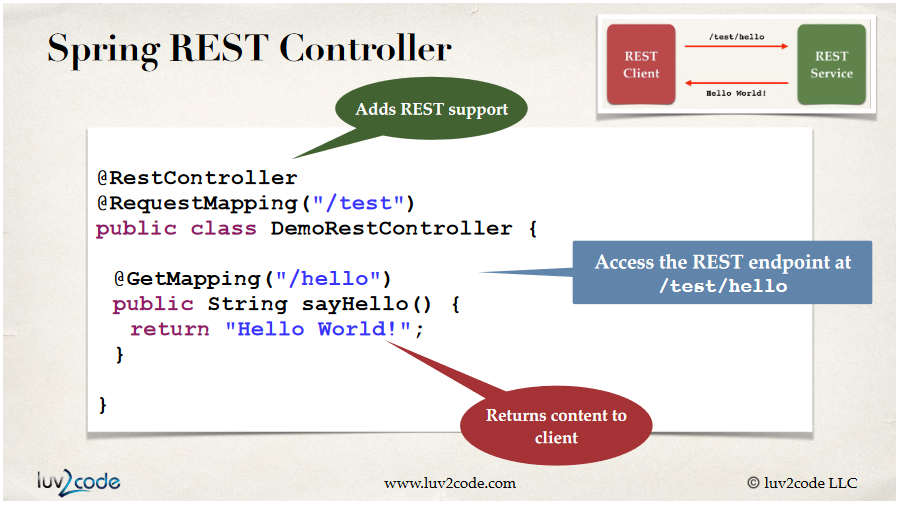 Spring REST Controller
REST
Client
/test/hello
Hello World!
REST
Service
Adds REST support
@RestController
@RequestMapping("/test")
public class DemoRestController {
@GetMapping("/hello")
public String sayHello() {
return "Hello World!";
}
}
Access the REST endpoint at
/test/hello
Returns content to
client
luv2code
www.luv2code.com
© luv2code LLC